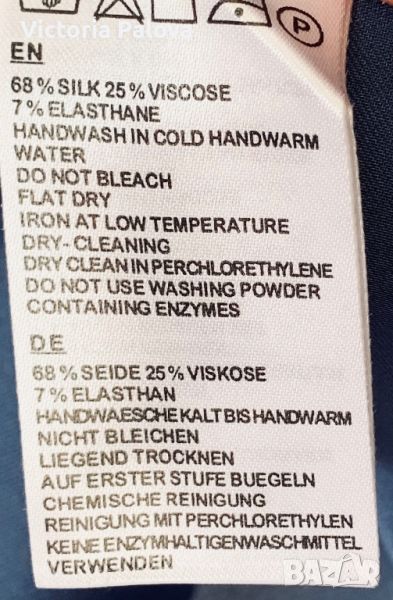 Victoria Palova
P
EN
68 % SILK 25 % VISCOSE
7 % ELASTHANE
HANDWASH IN COLD HANDWARM
WATER
DO NOT BLEACH
FLAT DRY
IRON AT LOW TEMPERATURE
DRY- CLEANING
DRY CLEAN IN PERCHLORETHYLENE
DO NOT USE WASHING POWDER
CONTAINING ENZYMES
DE
68 % SEIDE 25 % VISKOSE
7 % ELASTHAN
HANDWAESCHE KALT BIS HANDWARM
NICHT BLEICHEN
LIEGEND TROCKNEN
AUF ERSTER STUFE BUEGELN
CHEMISCHE REINIGUNG
REINIGUNG MIT PERCHLORETHYLEN
KEINE ENZYMHALTIGEN WASCHMITTEL
VERWENDEN
BAZAR